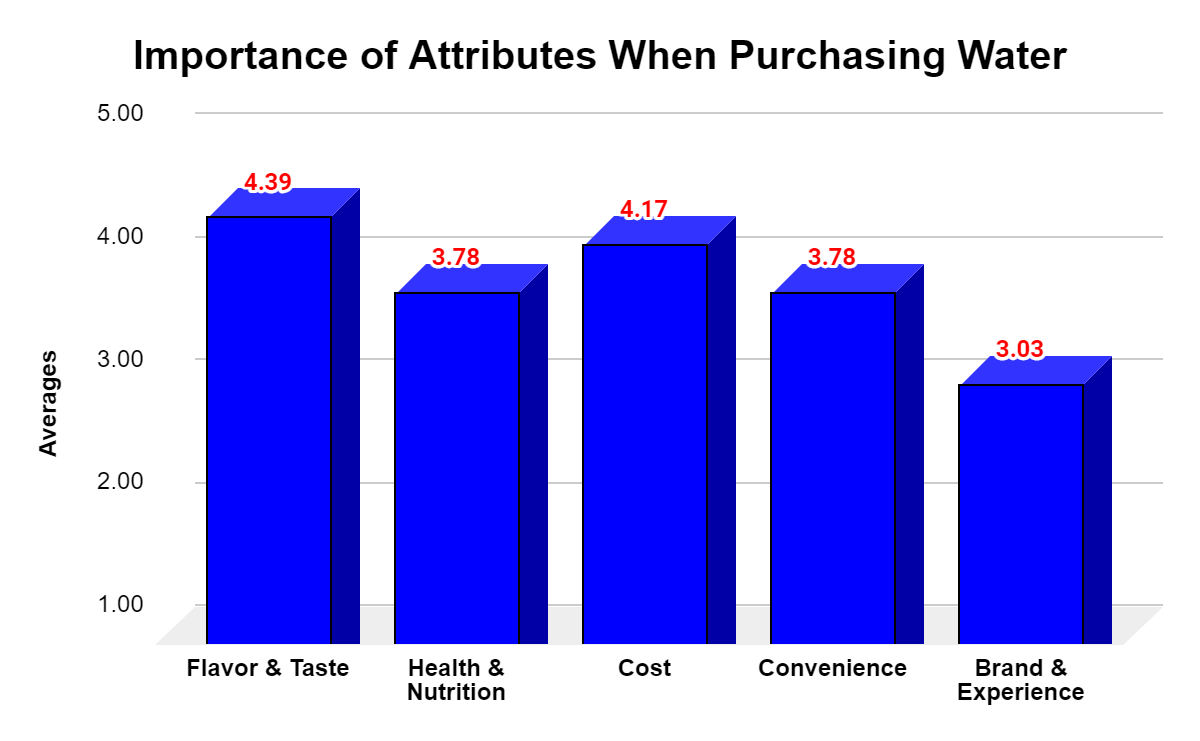 Importance of Attributes When Purchasing Water
5.00
4.00
3.00
2.00
1.00
Averages
4.39
3.78
4.17
3.78
3.03
Flavor & Taste
Health &
Nutrition
Cost
Convenience
Brand &
Experience